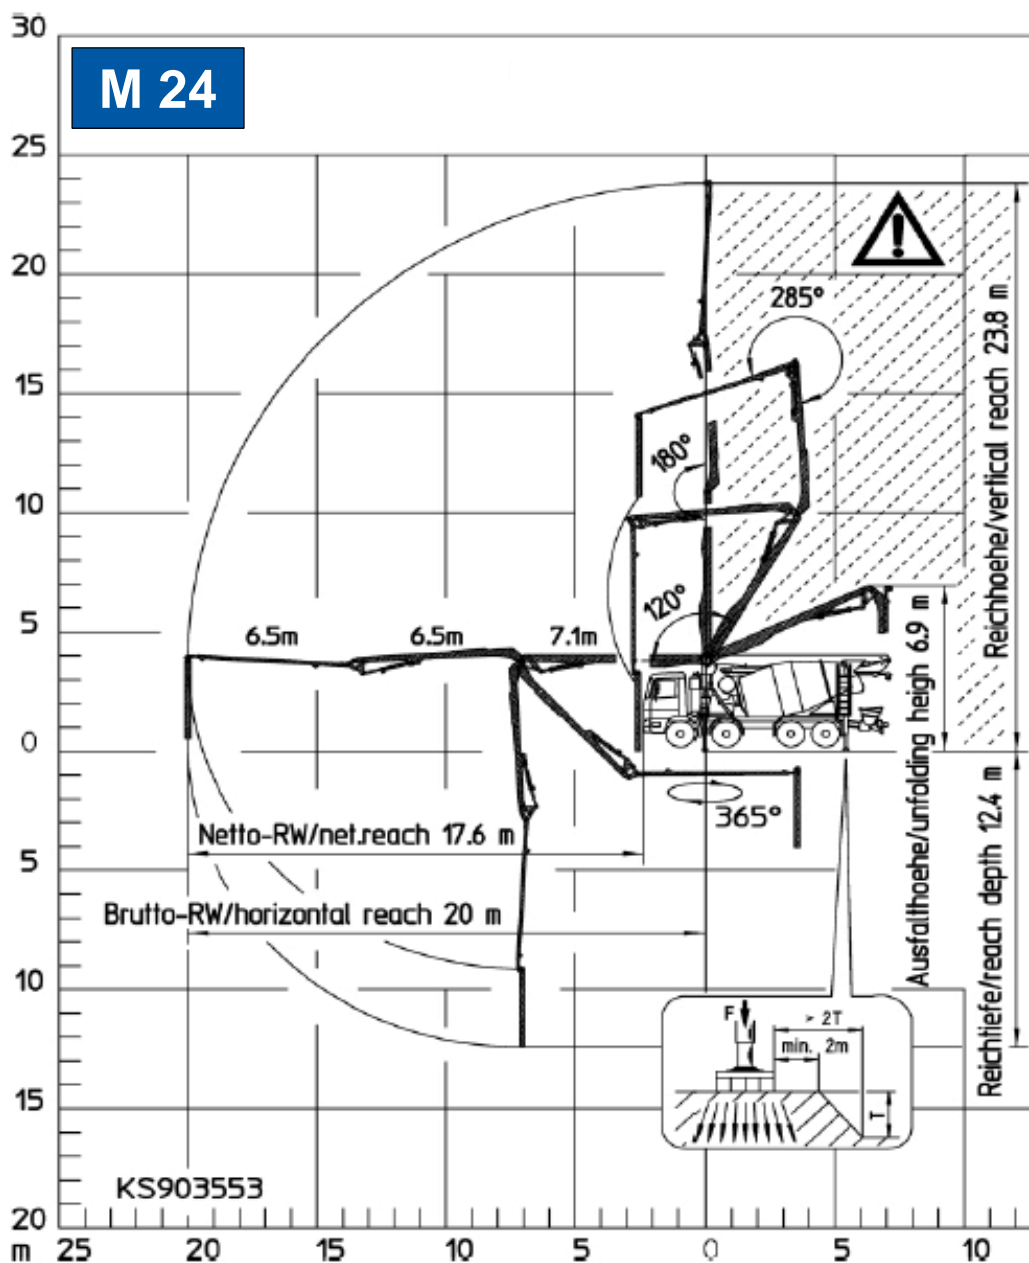 30
M 24
25
20
285°
15
180°
10
120°
5
6.5m 6.5m 7.1m
0
365°
Netto-RW/net.reach 17.6 m
5
Brutto-RW/horizontal reach 20 m
10
F > 2T
min. 2m
T
15
KS903553
20
m 25 20 15 10 5 0 5 10
Reichhoehe/vertical reach 23.8 m
Ausfalthoehe/unfolding heigh 6.9 m
Reichtiefe/reach depth 12.4 m